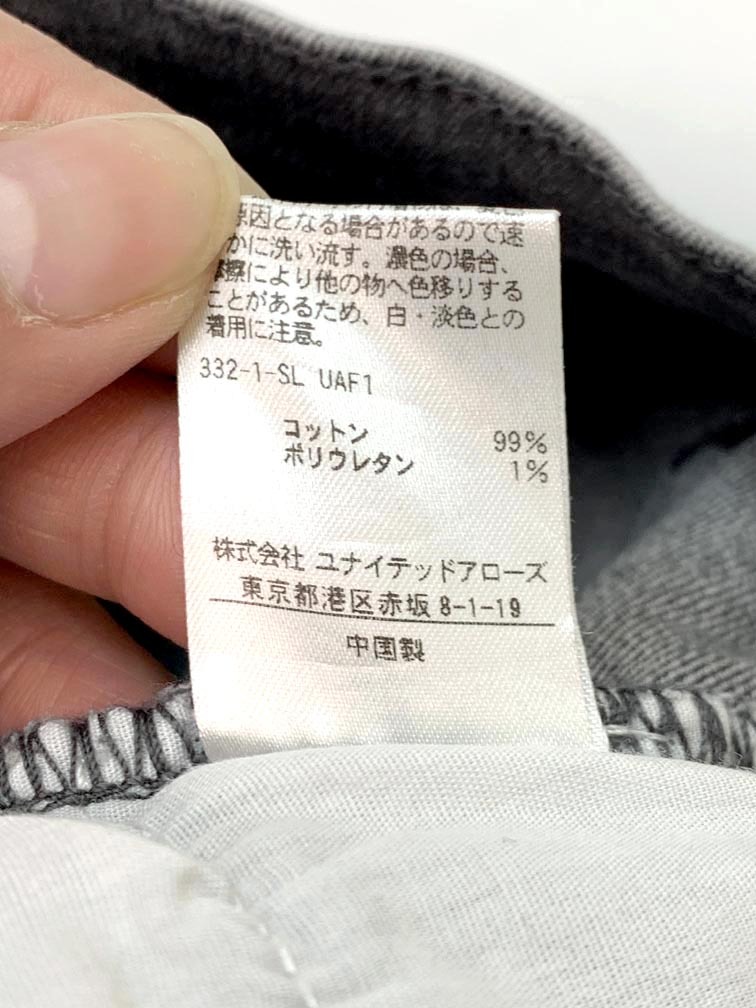 原因となる場合があるので速
かに洗い流す。濃色の場合、
摩擦により他の物へ色移りする
ことがあるため、白・淡色との
着用に注意。
332-1-SL UAF1
コットン 99%
ポリウレタン 1%
株式会社 ユナイテッドアローズ
東京都港区赤坂 8-1-19
中国製